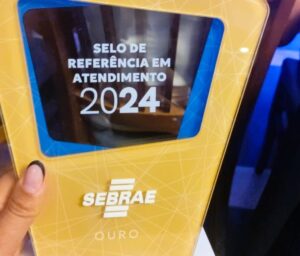 SELO DE
REFERÊNCIA EM
ATENDIMENTO
2024
SEBRAE
OURO